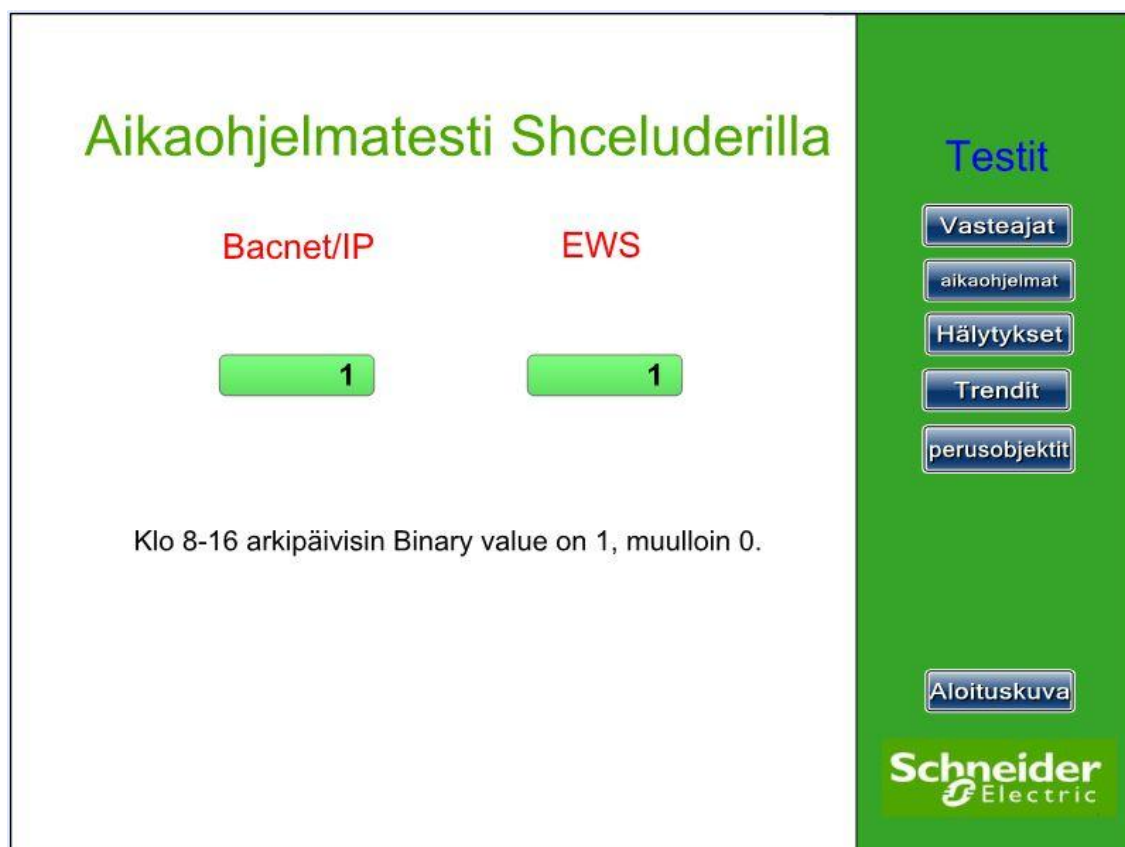 Aikaohjelmatesti Shceluderilla
Bacnet/IP
EWS
1
1
Klo 8-16 arkipäivisin Binary value on 1, muulloin 0.
Testit
Vasteajat
aikaohjelmat
Hälytykset
Trendit
perusobjektit
Aloituskuva
Schneider
Electric